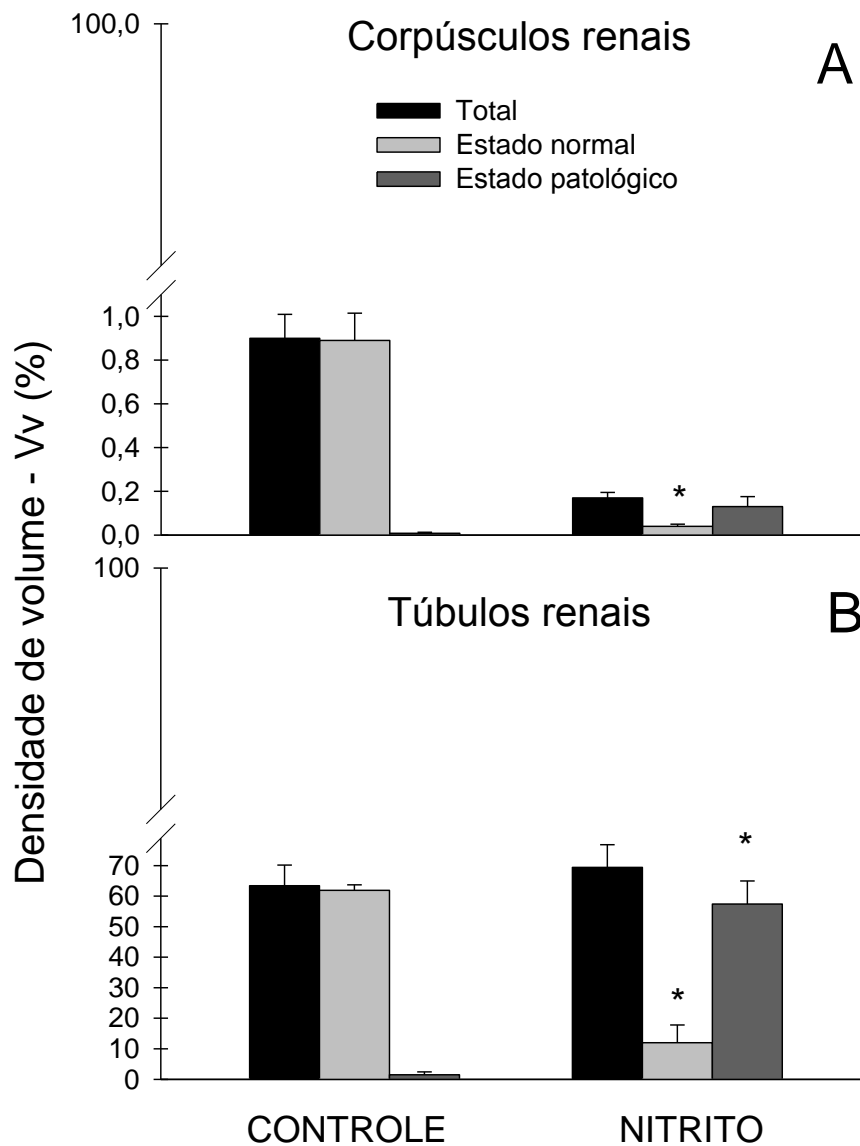 100,0
Corpúsculos renais
A
Total
Estado normal
Estado patológico
1,0
0,8
0,6
0,4
0,2
0,0
*
Densidade de volume - Vv (%)
100
Túbulos renais
B
70
60
50
40
30
20
10
0
*
*
CONTROLE
NITRITO